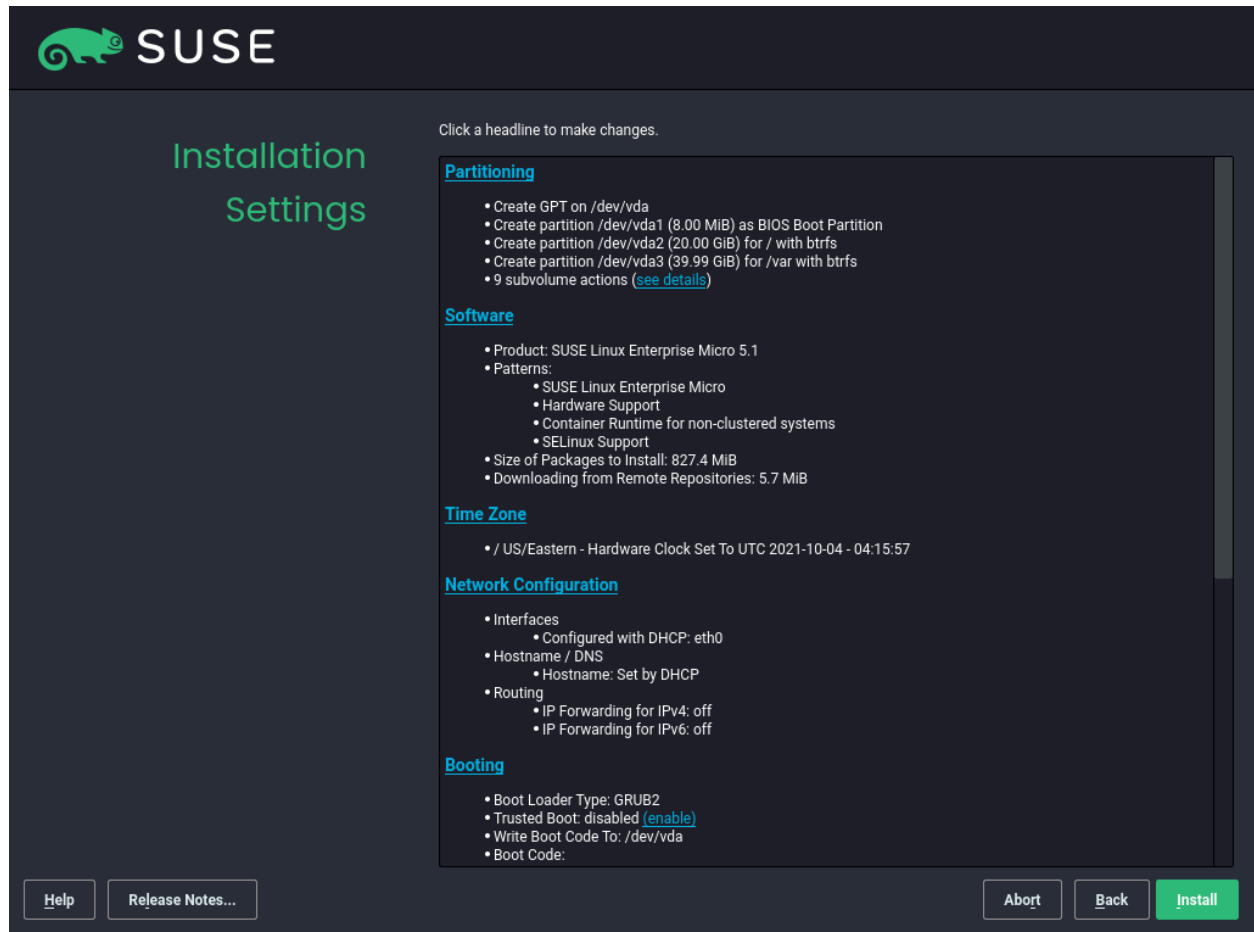 SUSE
Installation
Settings
Click a headline to make changes.
Partitioning
• Create GPT on /dev/vda
• Create partition /dev/vda1 (8.00 MiB) as BIOS Boot Partition
• Create partition /dev/vda2 (20.00 GiB) for / with btrfs
• Create partition /dev/vda3 (39.99 GiB) for /var with btrfs
• 9 subvolume actions (see details)
Software
• Product: SUSE Linux Enterprise Micro 5.1
• Patterns:
• SUSE Linux Enterprise Micro
• Hardware Support
• Container Runtime for non-clustered systems
• SELinux Support
• Size of Packages to Install: 827.4 MiB
• Downloading from Remote Repositories: 5.7 MiB
Time Zone
• / US/Eastern - Hardware Clock Set To UTC 2021-10-04 - 04:15:57
Network Configuration
• Interfaces
• Configured with DHCP: eth0
• Hostname / DNS
• Hostname: Set by DHCP
• Routing
• IP Forwarding for IPv4: off
• IP Forwarding for IPv6: off
Booting
• Boot Loader Type: GRUB2
• Trusted Boot: disabled (enable)
• Write Boot Code To: /dev/vda
• Boot Code:
Help Release Notes... Abort Back Install